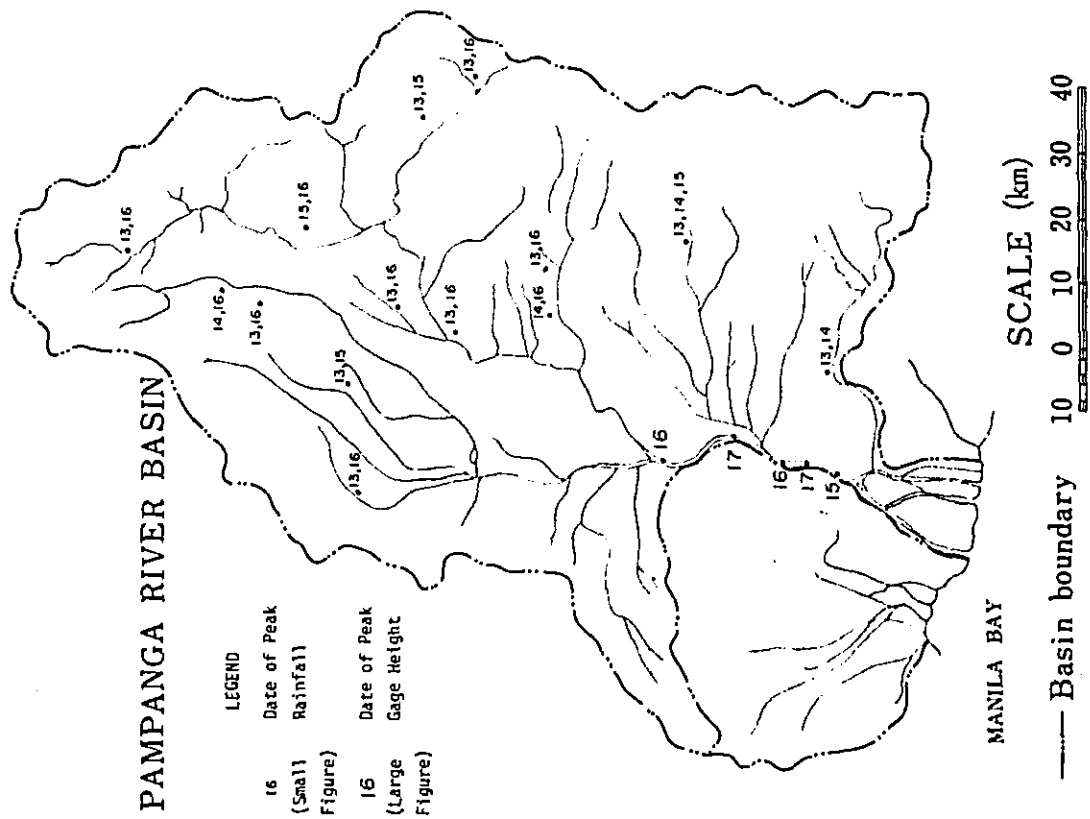 PAMPANGA RIVER BASIN
LEGEND
16 Date of Peak
(Small Rainfall
Figure)
16 Date of Peak
(Large Gage Height
Figure)
13,16
15,16
13,15
13,16
14,16
13,16
13,15
13,16
13,16
13,16
13,16
14,16
13,14,15
13,14
16
17
16
17
15
MANILA BAY
SCALE (km)
10 0 10 20 30 40
Basin boundary